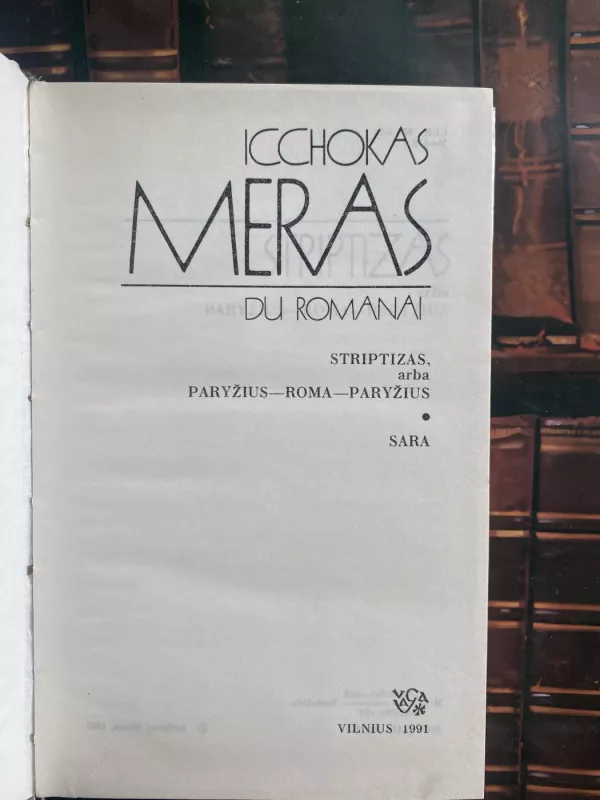 ICCHOKAS
MERAS
DU ROMANAI
STRIPTIZAS,
arba
PARYŽIUS—ROMA—PARYŽIUS
•
SARA
VILNIUS 1991